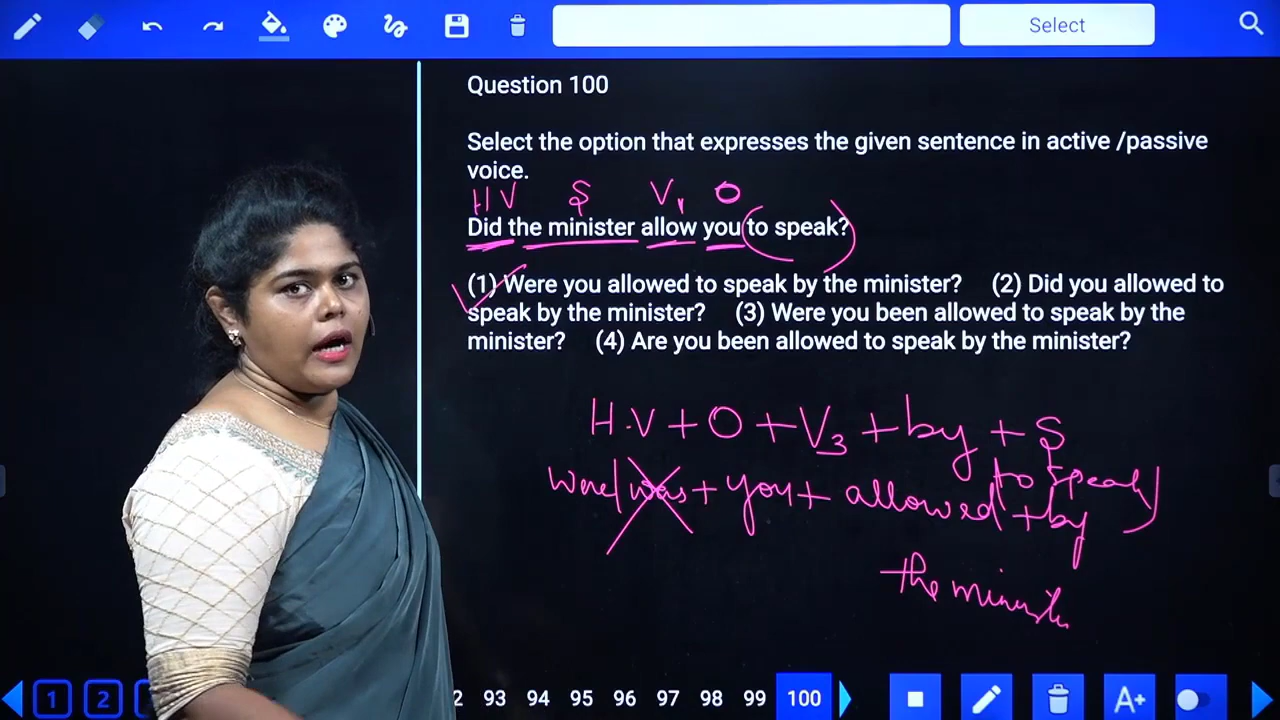 Select
Question 100
Select the option that expresses the given sentence in active /passive
voice.
HV S V1 O
Did the minister allow you to speak?
(1) Were you allowed to speak by the minister? (2) Did you allowed to
speak by the minister? (3) Were you been allowed to speak by the
minister? (4) Are you been allowed to speak by the minister?
H.V + O + V3 + by + S
to speak
were/was + you + allowed + by
the minister
1 2 2 93 94 95 96 97 98 99 100 A+